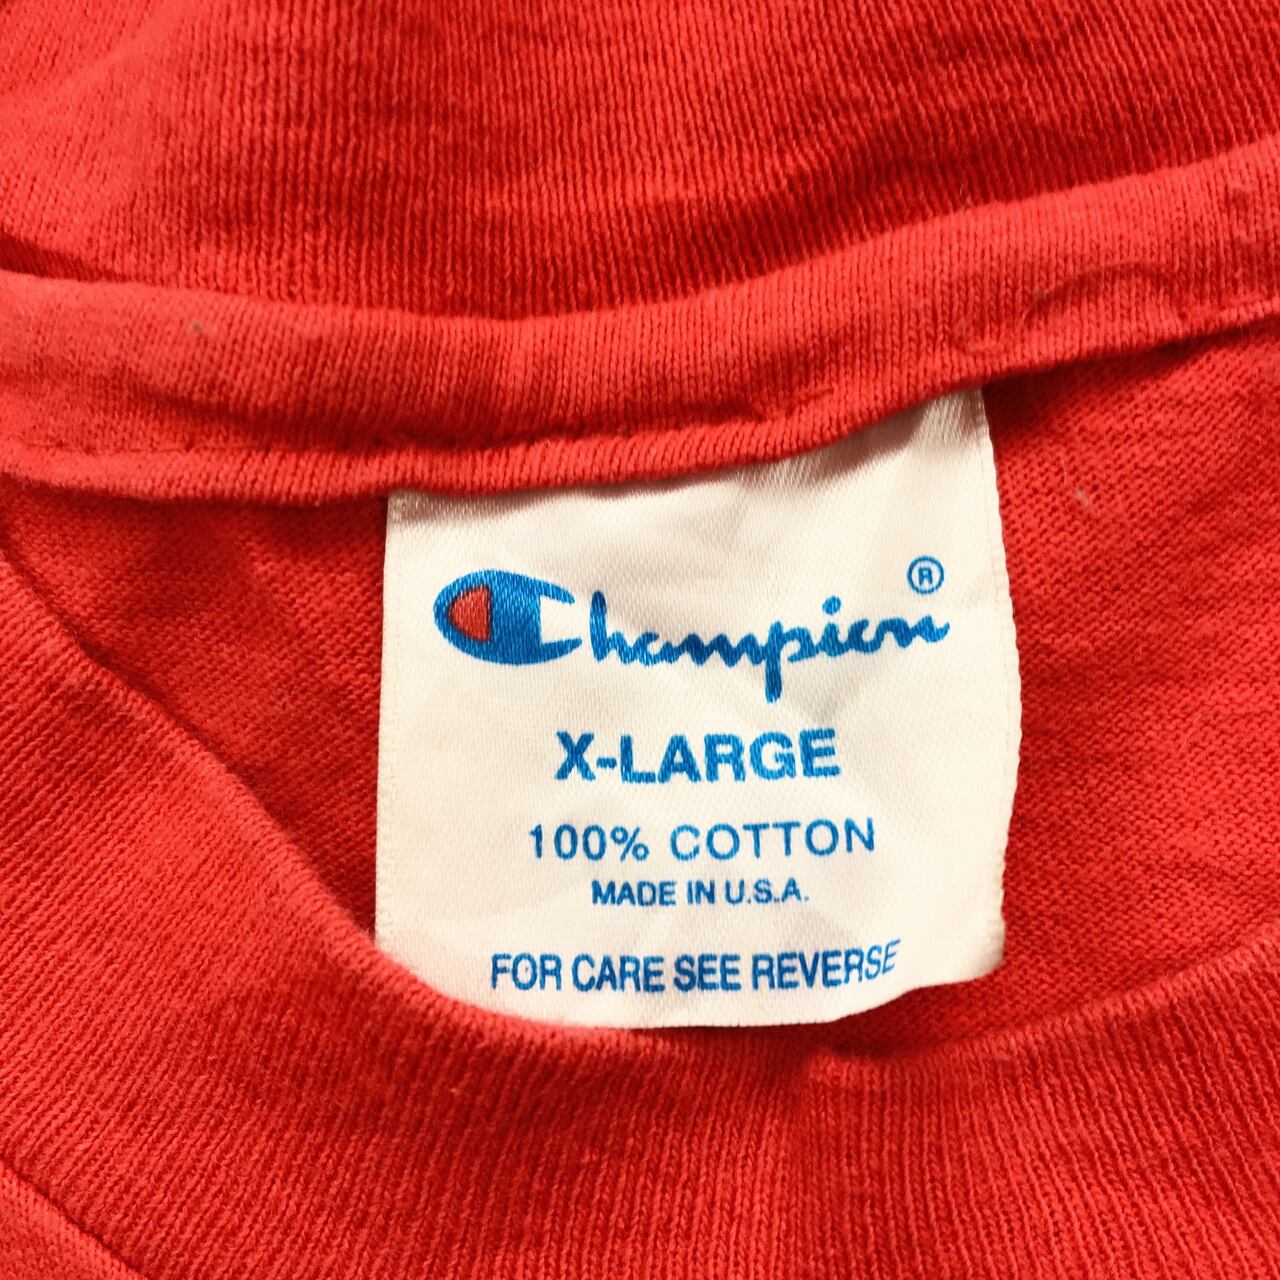 Champion®
X-LARGE
100% COTTON
MADE IN U.S.A.
FOR CARE SEE REVERSE